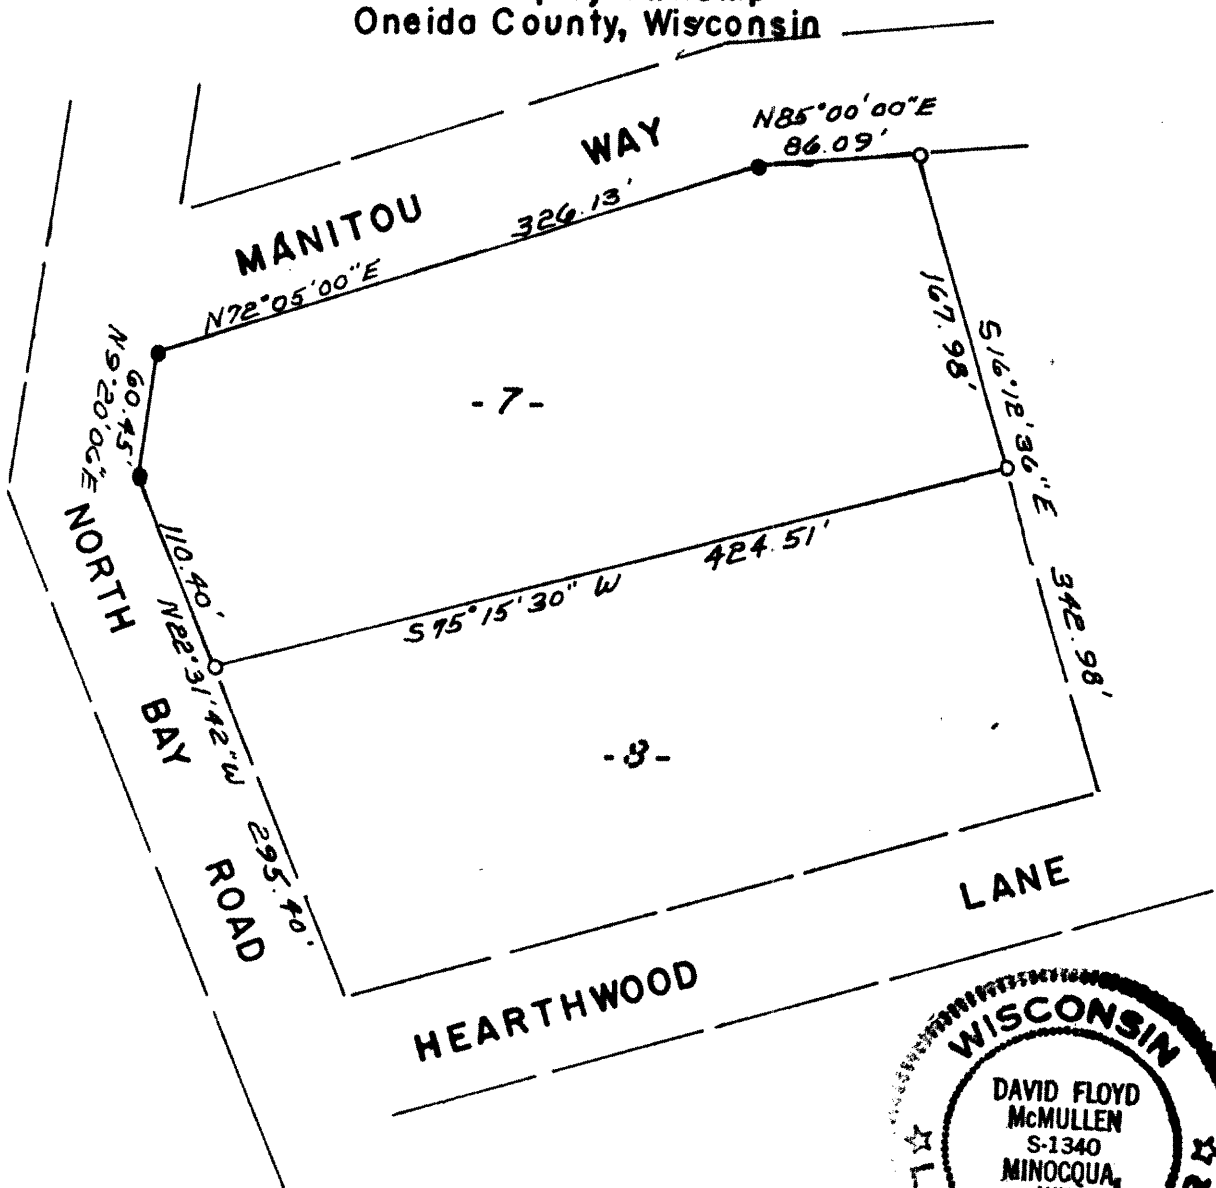 Oneida County, Wisconsin
N85°00'00"E
86.09'
WAY
MANITOU
326.13'
N72°05'00"E
167.98'
S16°12'36"E
60.45'
N9°20'06"E
-7-
110.40'
424.51'
S75°15'30" W
NORTH
BAY
ROAD
N22°31'42"W
342.98'
-8-
295.40'
LANE
HEARTHWOOD
WISCONSIN
DAVID FLOYD
McMULLEN
S-1340
MINOCQUA,